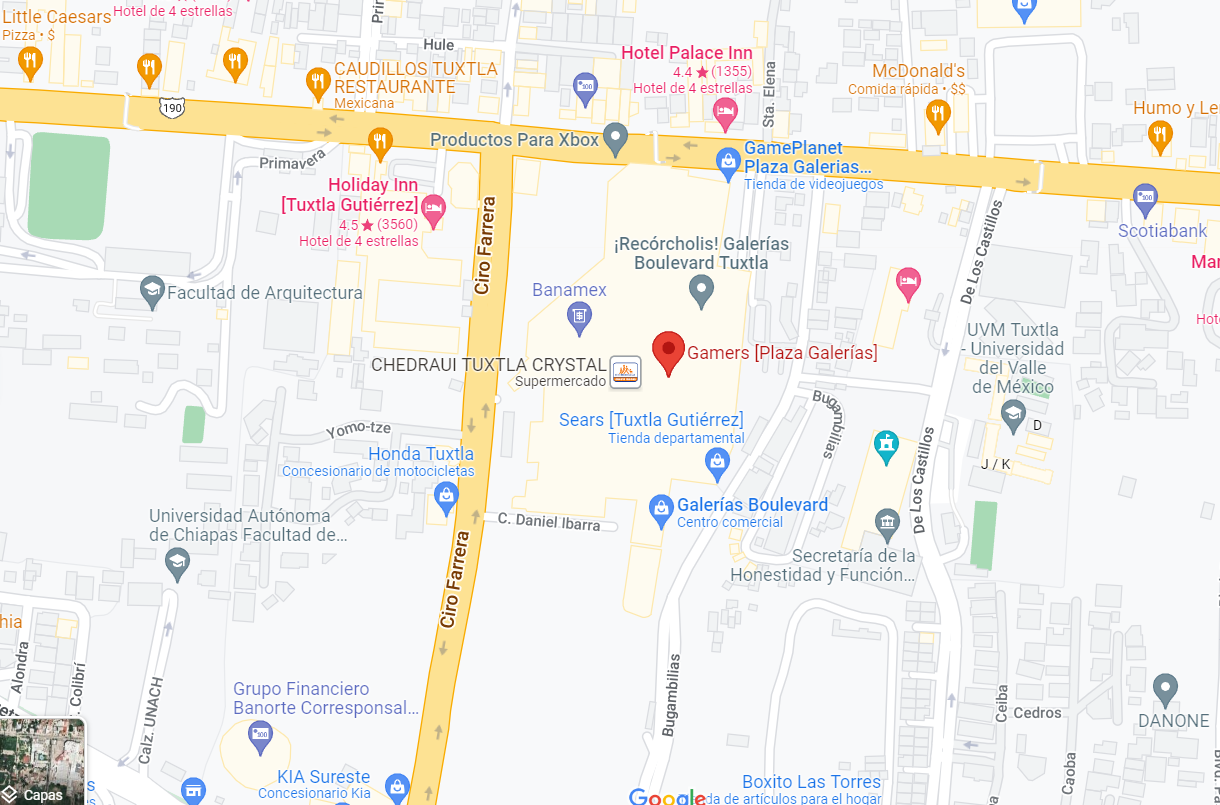 Little Caesars
Pizza • $
Hotel de 4 estrellas
Hule
CAUDILLOS TUXTLA
RESTAURANTE
Mexicana
190
Hotel Palace Inn
4.4 ★ (1355)
Hotel de 4 estrellas
Sta. Elena
McDonald's
Comida rápida • $$
Humo y Le
Productos Para Xbox
GamePlanet
Plaza Galerias...
Tienda de videojuegos
Primavera
Holiday Inn
[Tuxtla Gutiérrez]
4.5 ★ (3560)
Hotel de 4 estrellas
Ciro Farrera
¡Recórcholis! Galerías
Boulevard Tuxtla
De Los Castillos
Scotiabank
Facultad de Arquitectura
Banamex
Gamers [Plaza Galerías]
CHEDRAUI TUXTLA CRYSTAL
Supermercado
UVM Tuxtla
- Universidad
del Valle
de México
D
J / K
Bugambilias
Sears [Tuxtla Gutiérrez]
Tienda departamental
Yomo-tze
Honda Tuxtla
Concesionario de motocicletas
De Los Castillos
Galerías Boulevard
Centro comercial
C. Daniel Ibarra
Universidad Autónoma
de Chiapas Facultad de...
Secretaría de la
Honestidad y Función...
Ciro Farrera
Alondra
C. Colibrí
Calz. UNACH
Bugambilias
Grupo Financiero
Banorte Corresponsal...
Ceiba
Cedros
Caoba
DANONE
KIA Sureste
Concesionario Kia
Boxito Las Torres
da de artículos para el hogar
Google
Capas